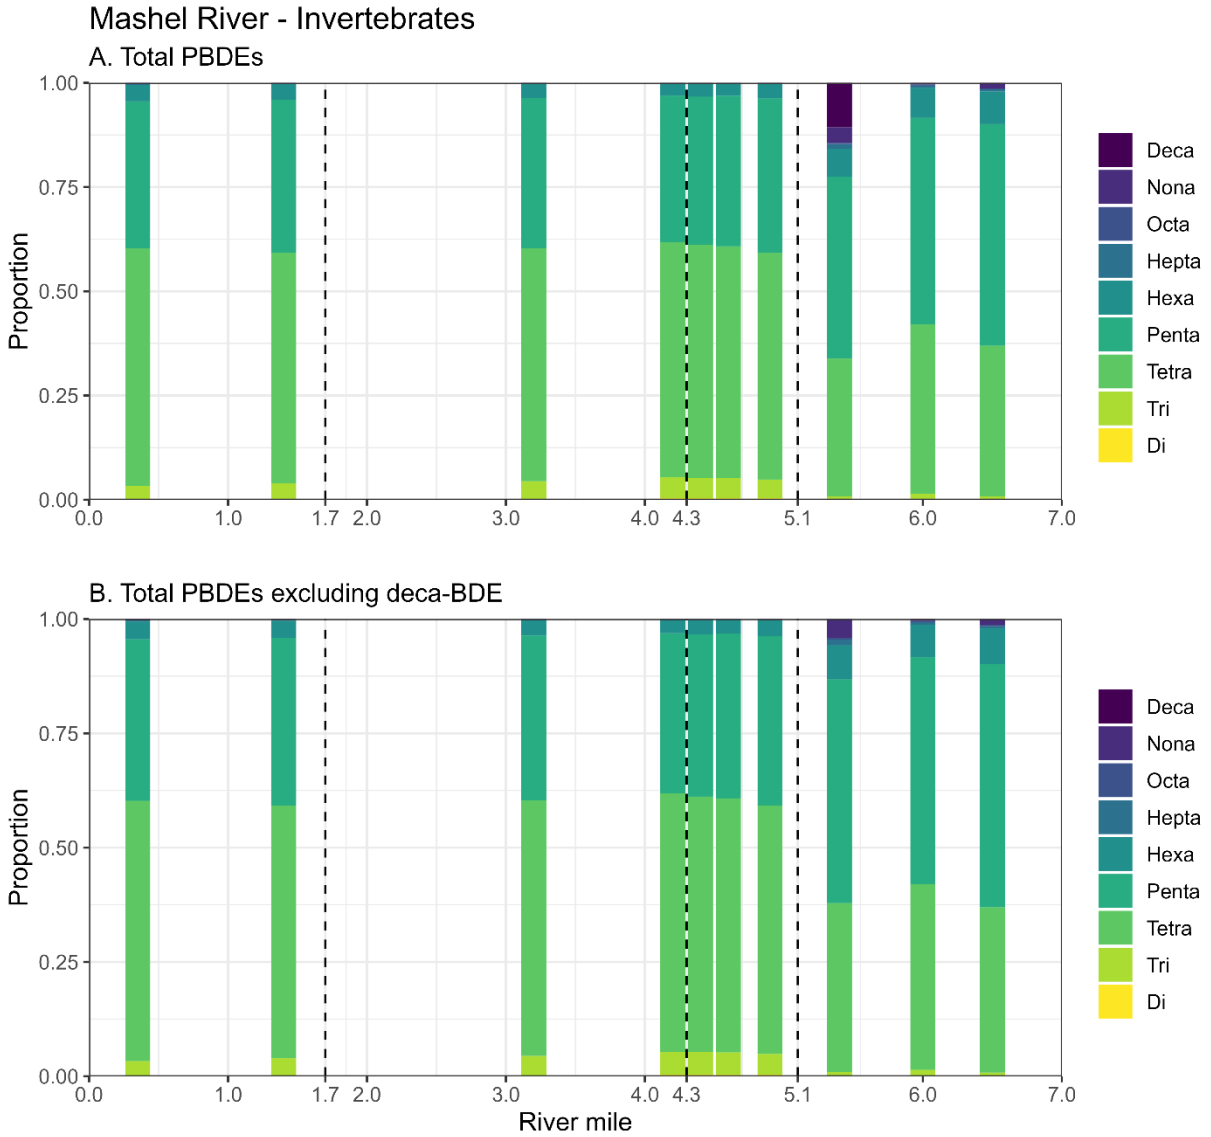 Mashel River - Invertebrates
A. Total PBDEs
Proportion
1.00
0.75
0.50
0.25
0.00
0.0 1.0 1.7 2.0 3.0 4.0 4.3 5.1 6.0 7.0
Deca
Nona
Octa
Hepta
Hexa
Penta
Tetra
Tri
Di
B. Total PBDEs excluding deca-BDE
Proportion
1.00
0.75
0.50
0.25
0.00
0.0 1.0 1.7 2.0 3.0 4.0 4.3 5.1 6.0 7.0
River mile
Deca
Nona
Octa
Hepta
Hexa
Penta
Tetra
Tri
Di